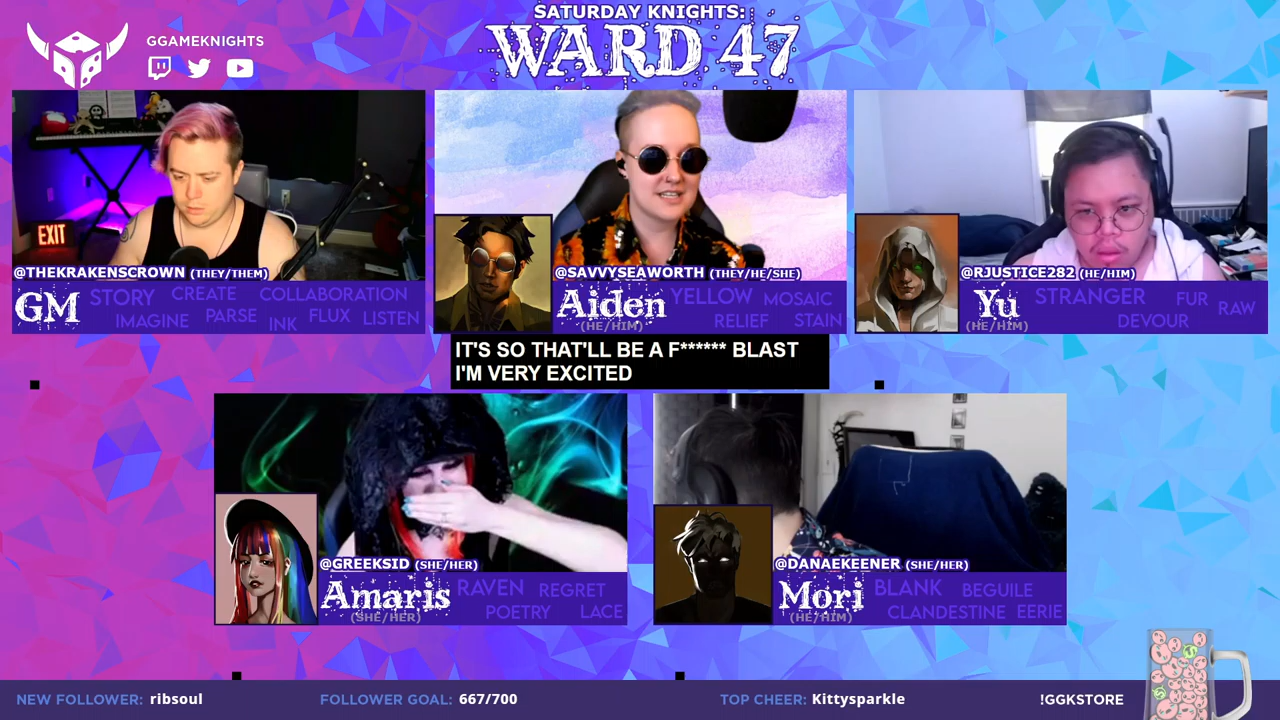 SATURDAY KNIGHTS:
WARD 47
GGAMEKNIGHTS
EXIT
@THEKRAKENSCROWN (THEY/THEM)
GM STORY CREATE COLLABORATION
IMAGINE PARSE INK FLUX LISTEN
@SAVVYSEAWORTH (THEY/HE/SHE)
Aiden YELLOW MOSAIC
(HE/HIM) RELIEF STAIN
@RJUSTICE282 (HE/HIM)
Yu STRANGER FUR RAW
(HE/HIM) DEVOUR
IT'S SO THAT'LL BE A F****** BLAST
I'M VERY EXCITED
@GREEKSID (SHE/HER)
Amaris RAVEN REGRET
(SHE/HER) POETRY LACE
@DANAEKEENER (SHE/HER)
Mori BLANK BEGUILE
(HE/HIM) CLANDESTINE EERIE
NEW FOLLOWER: ribsoul FOLLOWER GOAL: 667/700 TOP CHEER: Kittysparkle !GGKSTORE